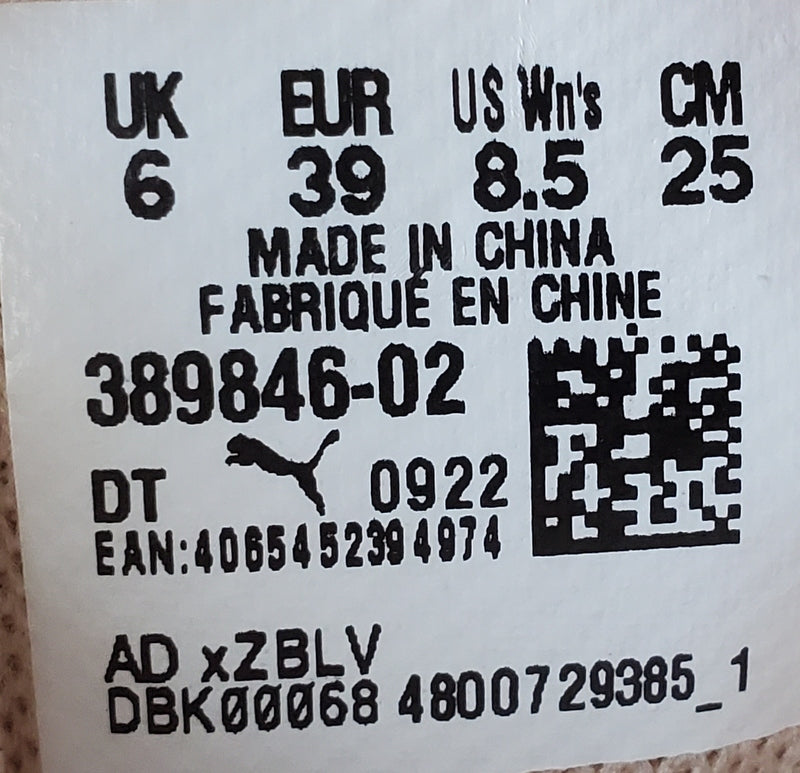 UK EUR US Wn's CM
6 39 8.5 25
MADE IN CHINA
FABRIQUÉ EN CHINE
389846-02
DT 0922
EAN:4065452394974
AD xZBLV
DBK00068 4800729385_1